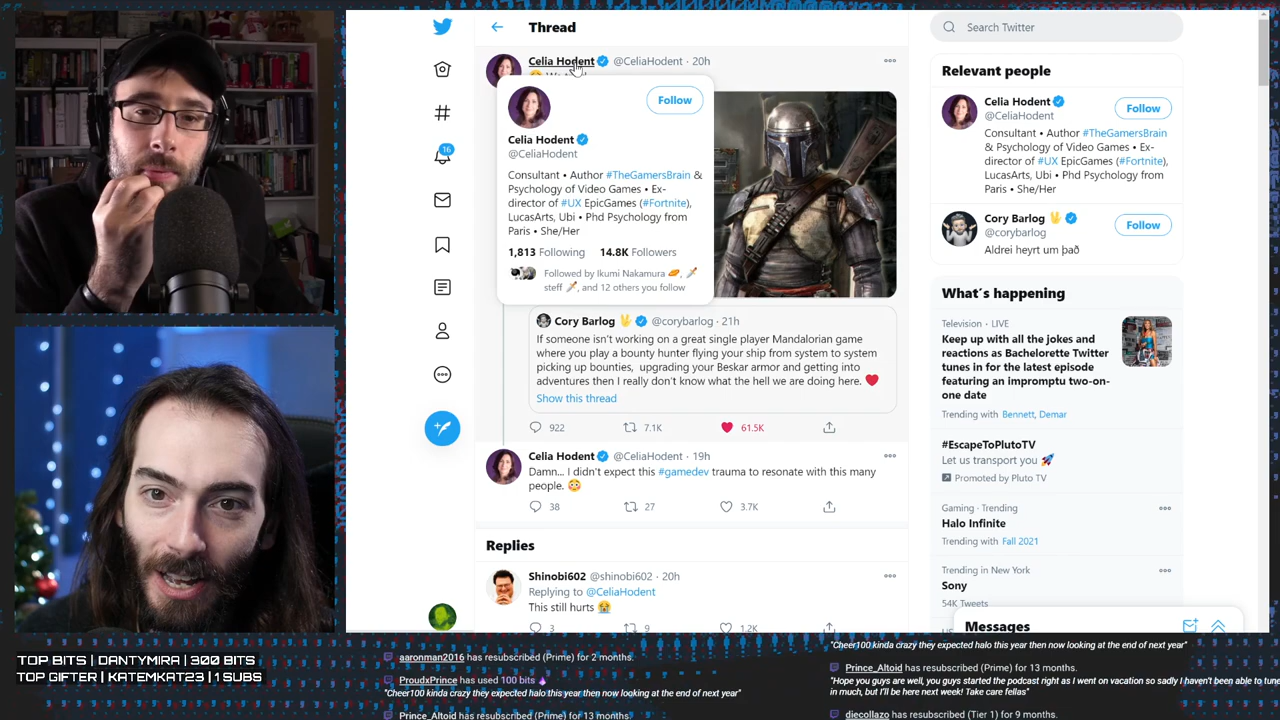 Thread
Search Twitter
Celia Hodent @CeliaHodent · 20h
Follow
Celia Hodent
@CeliaHodent
Consultant • Author #TheGamersBrain &
Psychology of Video Games • Ex-
director of #UX EpicGames (#Fortnite),
LucasArts, Ubi • Phd Psychology from
Paris • She/Her
1,813 Following 14.8K Followers
Followed by Ikumi Nakamura
steff , and 12 others you follow
Cory Barlog @corybarlog · 21h
If someone isn't working on a great single player Mandalorian game
where you play a bounty hunter flying your ship from system to system
picking up bounties, upgrading your Beskar armor and getting into
adventures then I really don't know what the hell we are doing here. ❤️
Show this thread
922 7.1K 61.5K
Celia Hodent @CeliaHodent · 19h
Damn... I didn't expect this #gamedev trauma to resonate with this many
people. 😳
38 27 3.7K
Replies
Shinobi602 @shinobi602 · 20h
Replying to @CeliaHodent
This still hurts 😭
3 9 1.2K
16
Relevant people
Celia Hodent
@CeliaHodent
Follow
Consultant • Author #TheGamersBrain
& Psychology of Video Games • Ex-
director of #UX EpicGames (#Fortnite),
LucasArts, Ubi • Phd Psychology from
Paris • She/Her
Cory Barlog
@corybarlog
Follow
Aldrei heyrt um það
What's happening
Television · LIVE
Keep up with all the jokes and
reactions as Bachelorette Twitter
tunes in for the latest episode
featuring an impromptu two-on-
one date
Trending with Bennett, Demar
#EscapeToPlutoTV
Let us transport you 🚀
Promoted by Pluto TV
Gaming · Trending
Halo Infinite
Trending with Fall 2021
Trending in New York
Sony
54K Tweets
Messages
TOP BITS | DANTYMIRA | 300 BITS
TOP GIFTER | KATEMKAT23 | 1 SUBS
aaronman2016 has resubscribed (Prime) for 2 months.
ProudxPrince has used 100 bits
"Cheer100 kinda crazy they expected halo this year then now looking at the end of next year"
Prince_Altoid has resubscribed (Prime) for 13 months.
"Cheer100 kinda crazy they expected halo this year then now looking at the end of next year"
Prince_Altoid has resubscribed (Prime) for 13 months.
"Hope you guys are well, you guys started the podcast right as I went on vacation so sadly I haven't been able to tune
in much, but I'll be here next week! Take care fellas"
diecollazo has resubscribed (Tier 1) for 9 months.